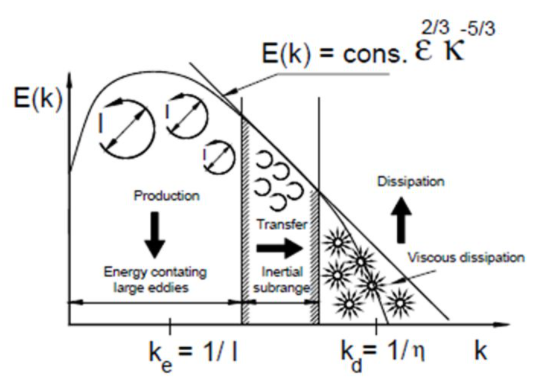 E(k) = cons. ε^2/3 κ^-5/3
E(k)
l
l
l
Production
Transfer
Dissipation
Energy contating
large eddies
Inertial
subrange
Viscous dissipation
k_e = 1/ l
k_d = 1/ η
k